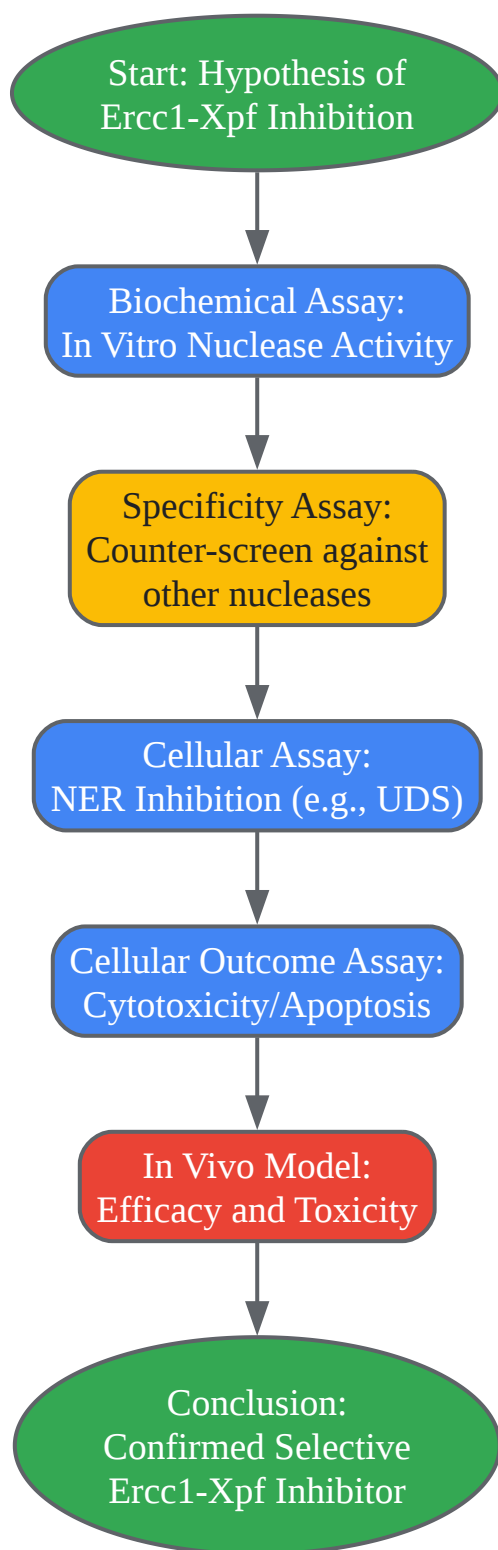 Start: Hypothesis of
Ercc1-Xpf Inhibition
Biochemical Assay:
In Vitro Nuclease Activity
Specificity Assay:
Counter-screen against
other nucleases
Cellular Assay:
NER Inhibition (e.g., UDS)
Cellular Outcome Assay:
Cytotoxicity/Apoptosis
In Vivo Model:
Efficacy and Toxicity
Conclusion:
Confirmed Selective
Ercc1-Xpf Inhibitor